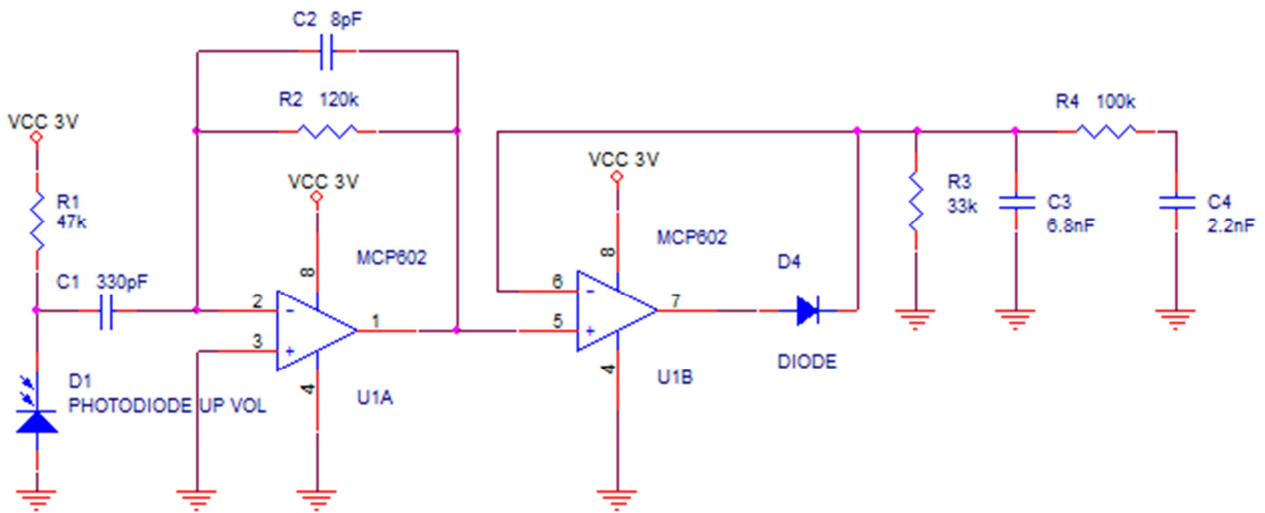 C2 8pF
R2 120k
VCC 3V
R1
47k
C1 330pF
VCC 3V
8
MCP602
2
-
1
3
+
4
U1A
D1
PHOTODIODE UP VOL
VCC 3V
8
MCP602
6
-
7
5
+
4
U1B
D4
DIODE
R3
33k
C3
6.8nF
R4 100k
C4
2.2nF